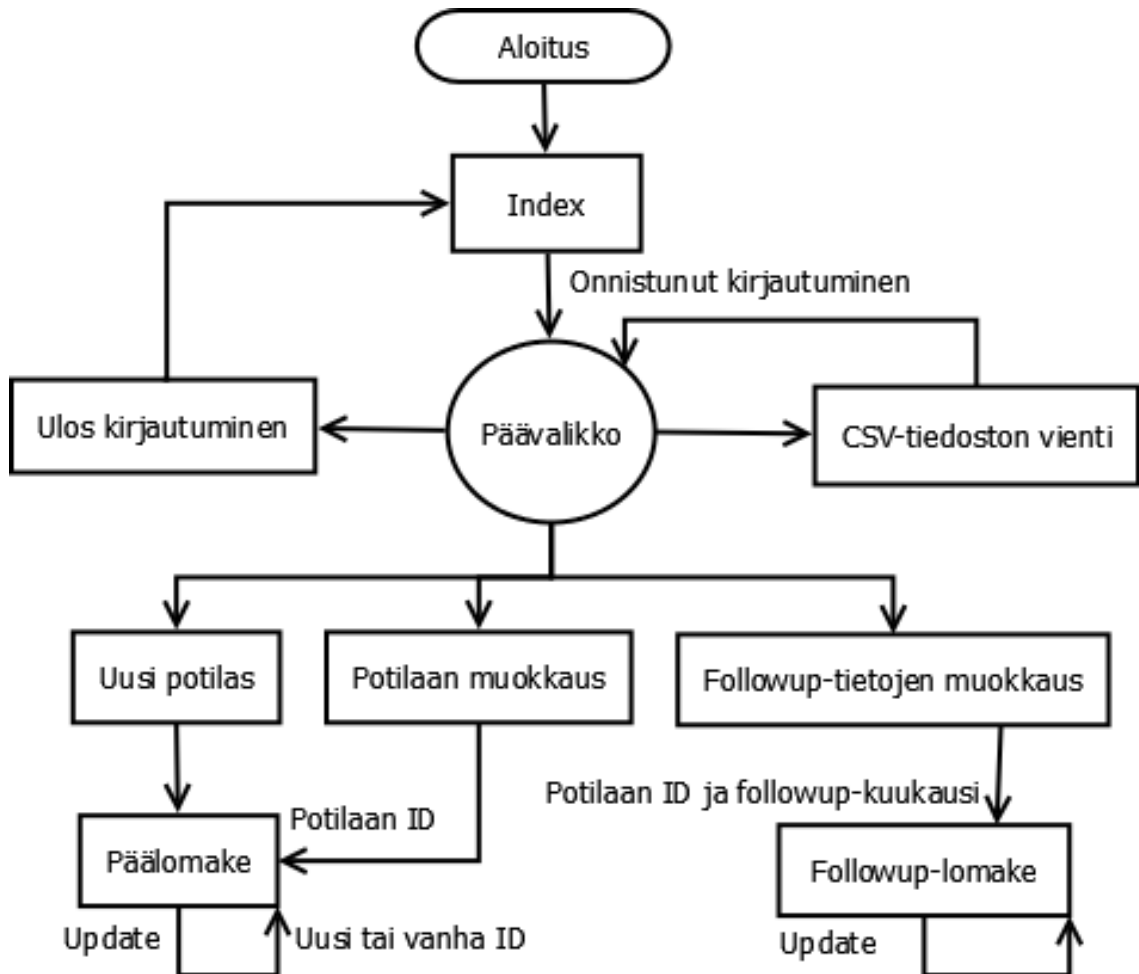 Aloitus
Index
Onnistunut kirjautuminen
Ulos kirjautuminen
Päävalikko
CSV-tiedoston vienti
Uusi potilas
Potilaan muokkaus
Followup-tietojen muokkaus
Potilaan ID ja followup-kuukausi
Potilaan ID
Päälomake
Followup-lomake
Update
Uusi tai vanha ID
Update